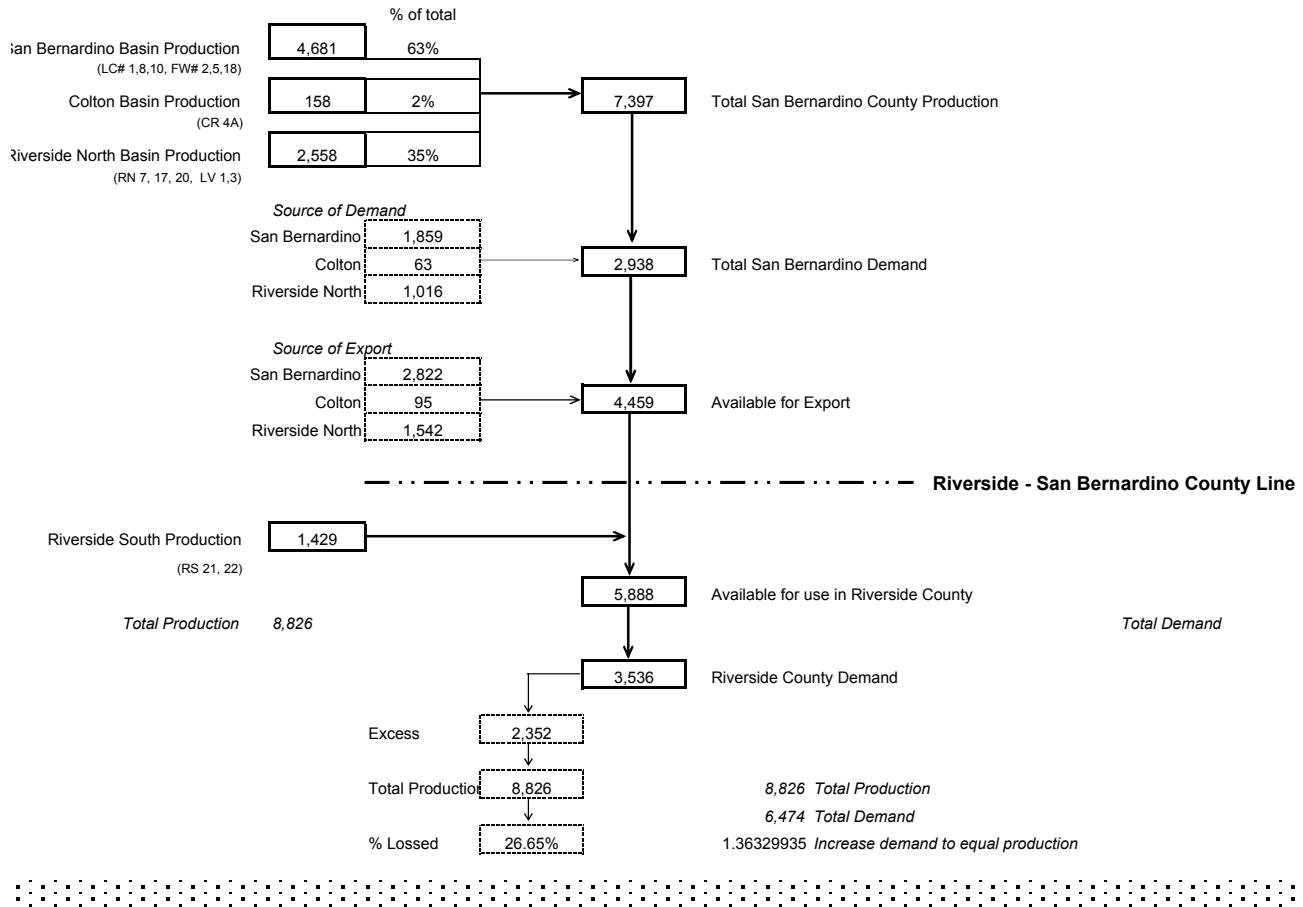 % of total
San Bernardino Basin Production 4,681 63%
(LC# 1,8,10, FW# 2,5,18)
Colton Basin Production 158 2% 7,397 Total San Bernardino County Production
(CR 4A)
Riverside North Basin Production 2,558 35%
(RN 7, 17, 20, LV 1,3)
Source of Demand
San Bernardino 1,859
Colton 63 2,938 Total San Bernardino Demand
Riverside North 1,016
Source of Export
San Bernardino 2,822
Colton 95 4,459 Available for Export
Riverside North 1,542
Riverside - San Bernardino County Line
Riverside South Production 1,429
(RS 21, 22)
5,888 Available for use in Riverside County
Total Production 8,826 Total Demand
3,536 Riverside County Demand
Excess 2,352
Total Production 8,826 8,826 Total Production
6,474 Total Demand
% Lossed 26.65% 1.36329935 Increase demand to equal production